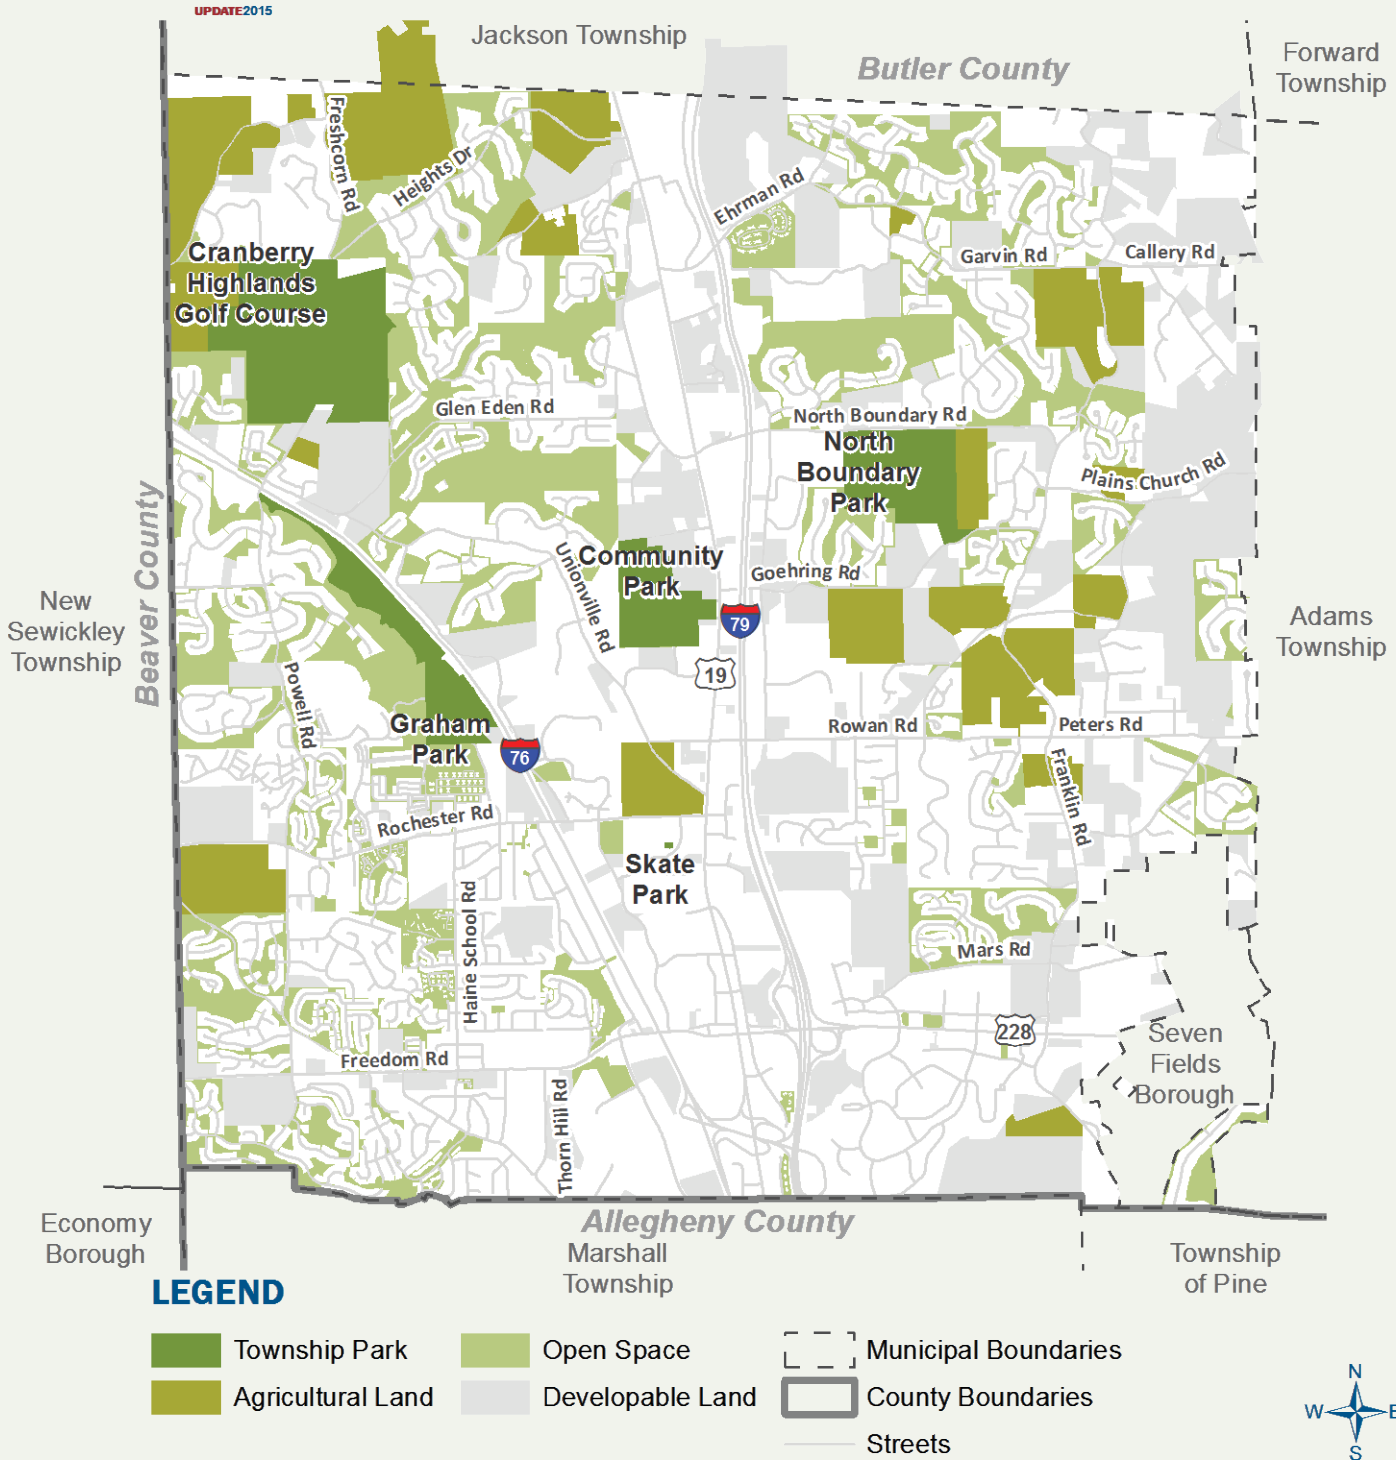 UPDATE2015
Jackson Township
Butler County
Forward
Township
Freshcorn Rd
Heights Dr
Ehrman Rd
Garvin Rd
Callery Rd
Cranberry
Highlands
Golf Course
Glen Eden Rd
North Boundary Rd
North
Boundary
Park
Plains Church Rd
Beaver County
New
Sewickley
Township
Unionville Rd
Community
Park
Goehring Rd
79
19
Adams
Township
Powell Rd
Graham
Park
76
Rowan Rd
Peters Rd
Franklin Rd
Rochester Rd
Skate
Park
Haine School Rd
Mars Rd
228
Seven
Fields
Borough
Freedom Rd
Thorn Hill Rd
Economy
Borough
Allegheny County
Marshall
Township
Township
of Pine
LEGEND
Township Park
Open Space
Municipal Boundaries
Agricultural Land
Developable Land
County Boundaries
Streets
N
W
E
S